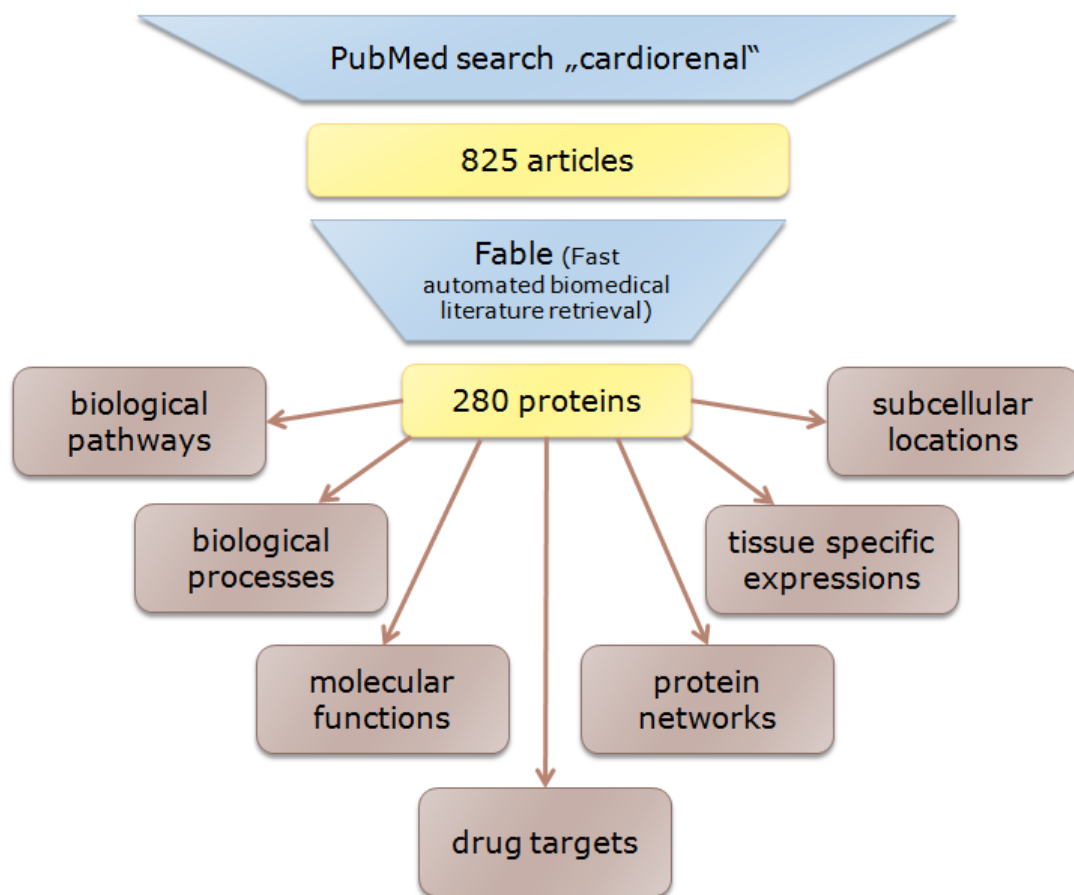 PubMed search „cardiorenal“
825 articles
Fable (Fast
automated biomedical
literature retrieval)
280 proteins
biological
pathways
subcellular
locations
biological
processes
tissue specific
expressions
molecular
functions
protein
networks
drug targets